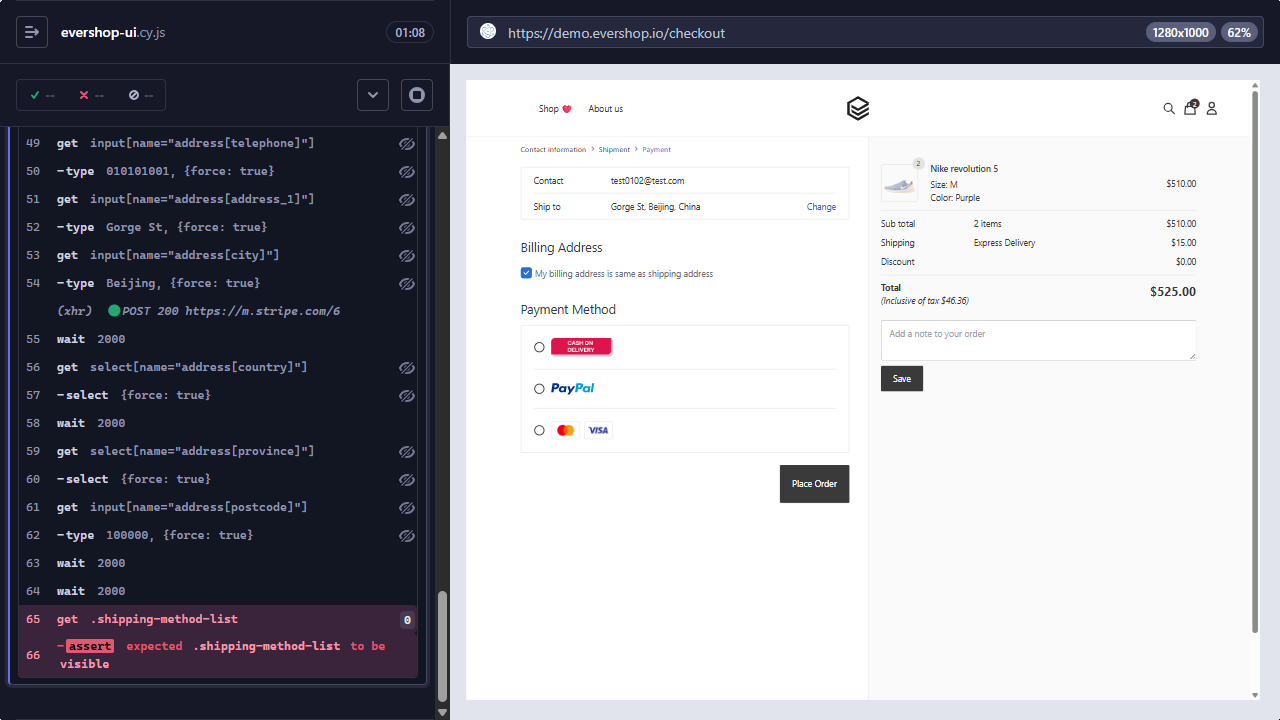 evershop-ui.cy.js
01:08
-- -- --
49 get input[name="address[telephone]"]
50 -type 010101001, {force: true}
51 get input[name="address[address_1]"]
52 -type Gorge St, {force: true}
53 get input[name="address[city]"]
54 -type Beijing, {force: true}
(xhr) POST 200 https://m.stripe.com/6
55 wait 2000
56 get select[name="address[country]"]
57 -select {force: true}
58 wait 2000
59 get select[name="address[province]"]
60 -select {force: true}
61 get input[name="address[postcode]"]
62 -type 100000, {force: true}
63 wait 2000
64 wait 2000
65 get .shipping-method-list 0
66 -assert expected .shipping-method-list to be
visible
https://demo.evershop.io/checkout
1280x1000 62%
Shop
About us
2
Contact information > Shipment > Payment
Contact test0102@test.com
Ship to Gorge St, Beijing, China Change
Billing Address
My billing address is same as shipping address
Payment Method
CASH ON
DELIVERY
PayPal
VISA
Place Order
2
Nike revolution 5
Size: M
Color: Purple
$510.00
Sub total 2 items $510.00
Shipping Express Delivery $15.00
Discount $0.00
Total
(Inclusive of tax $46.36)
$525.00
Add a note to your order
Save